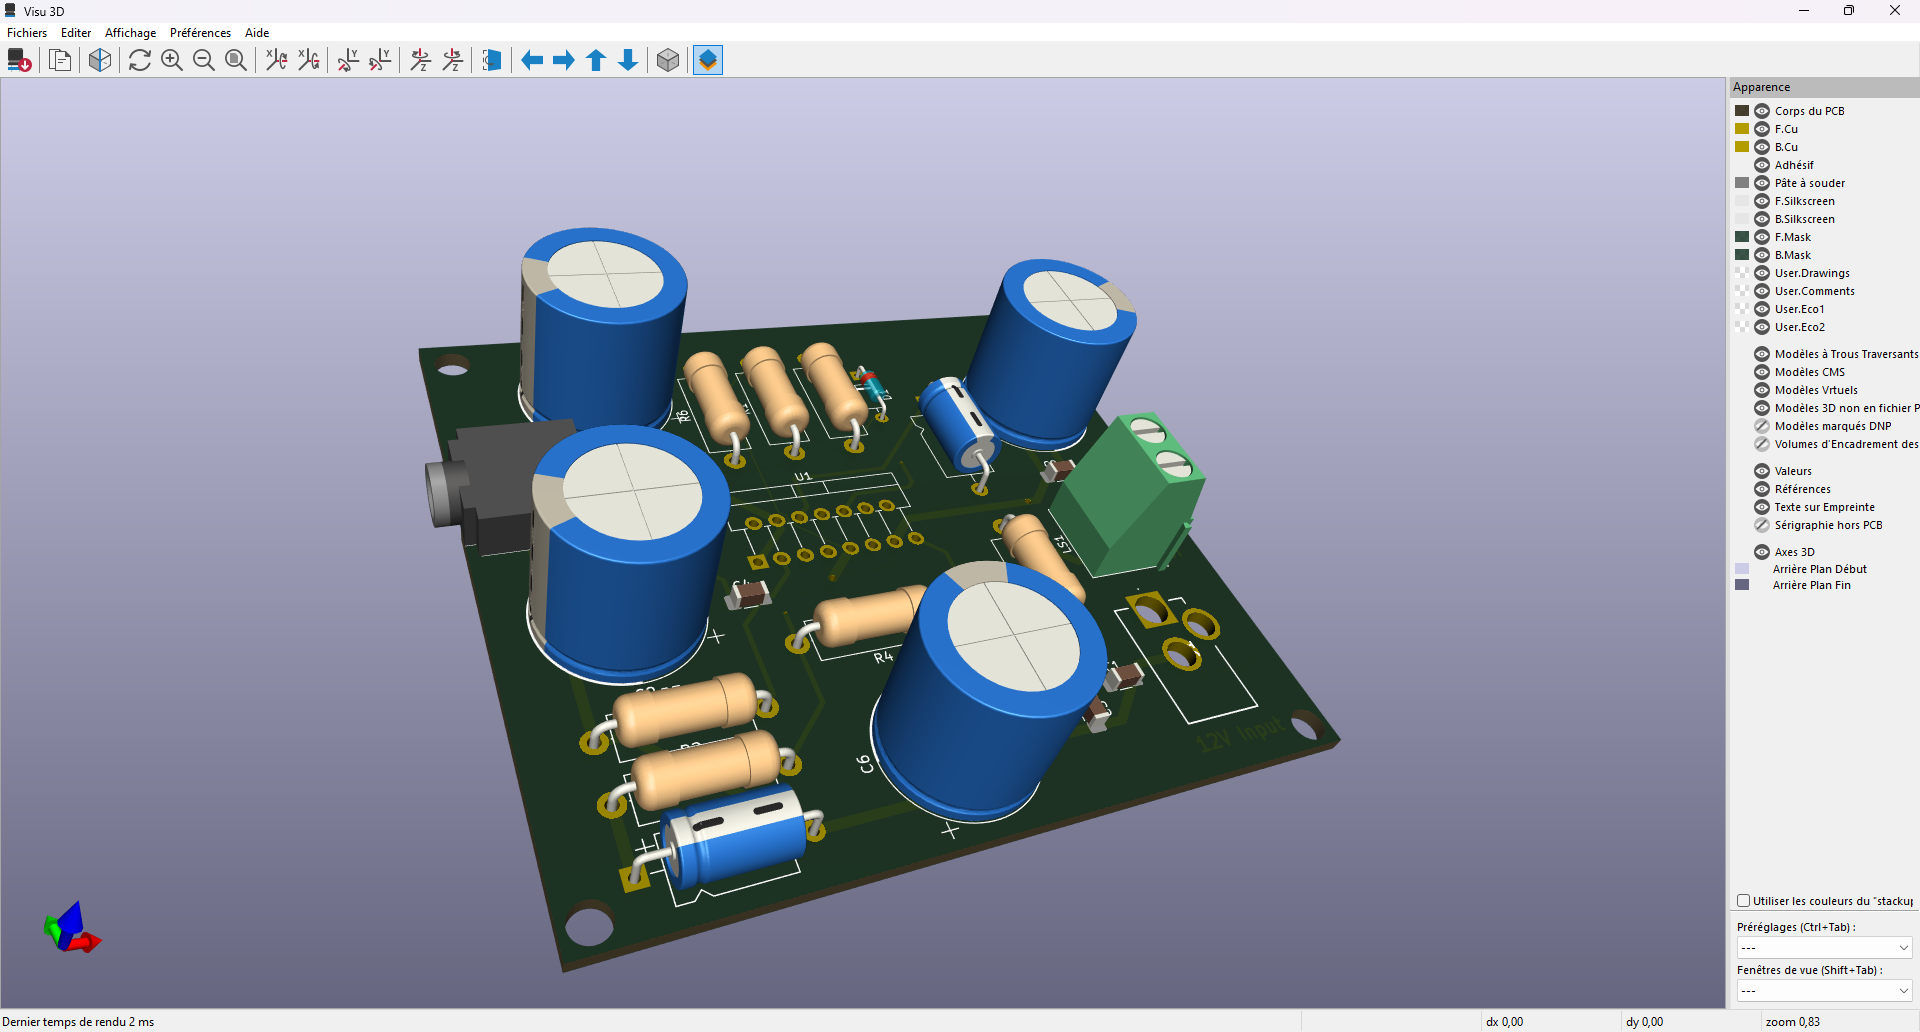 Visu 3D
Fichiers Editer Affichage Préférences Aide
Apparence
Corps du PCB
F.Cu
B.Cu
Adhésif
Pâte à souder
F.Silkscreen
B.Silkscreen
F.Mask
B.Mask
User.Drawings
User.Comments
User.Eco1
User.Eco2
Modèles à Trous Traversants
Modèles CMS
Modèles Vrtuels
Modèles 3D non en fichier P
Modèles marqués DNP
Volumes d'Encadrement des
Valeurs
Références
Texte sur Empreinte
Sérigraphie hors PCB
Axes 3D
Arrière Plan Début
Arrière Plan Fin
Utiliser les couleurs du "stackup
Préréglages (Ctrl+Tab) :
---
Fenêtres de vue (Shift+Tab) :
---
R6
U1
LS1
R4
C6
12V Input
Dernier temps de rendu 2 ms
dx 0,00
dy 0,00
zoom 0,83